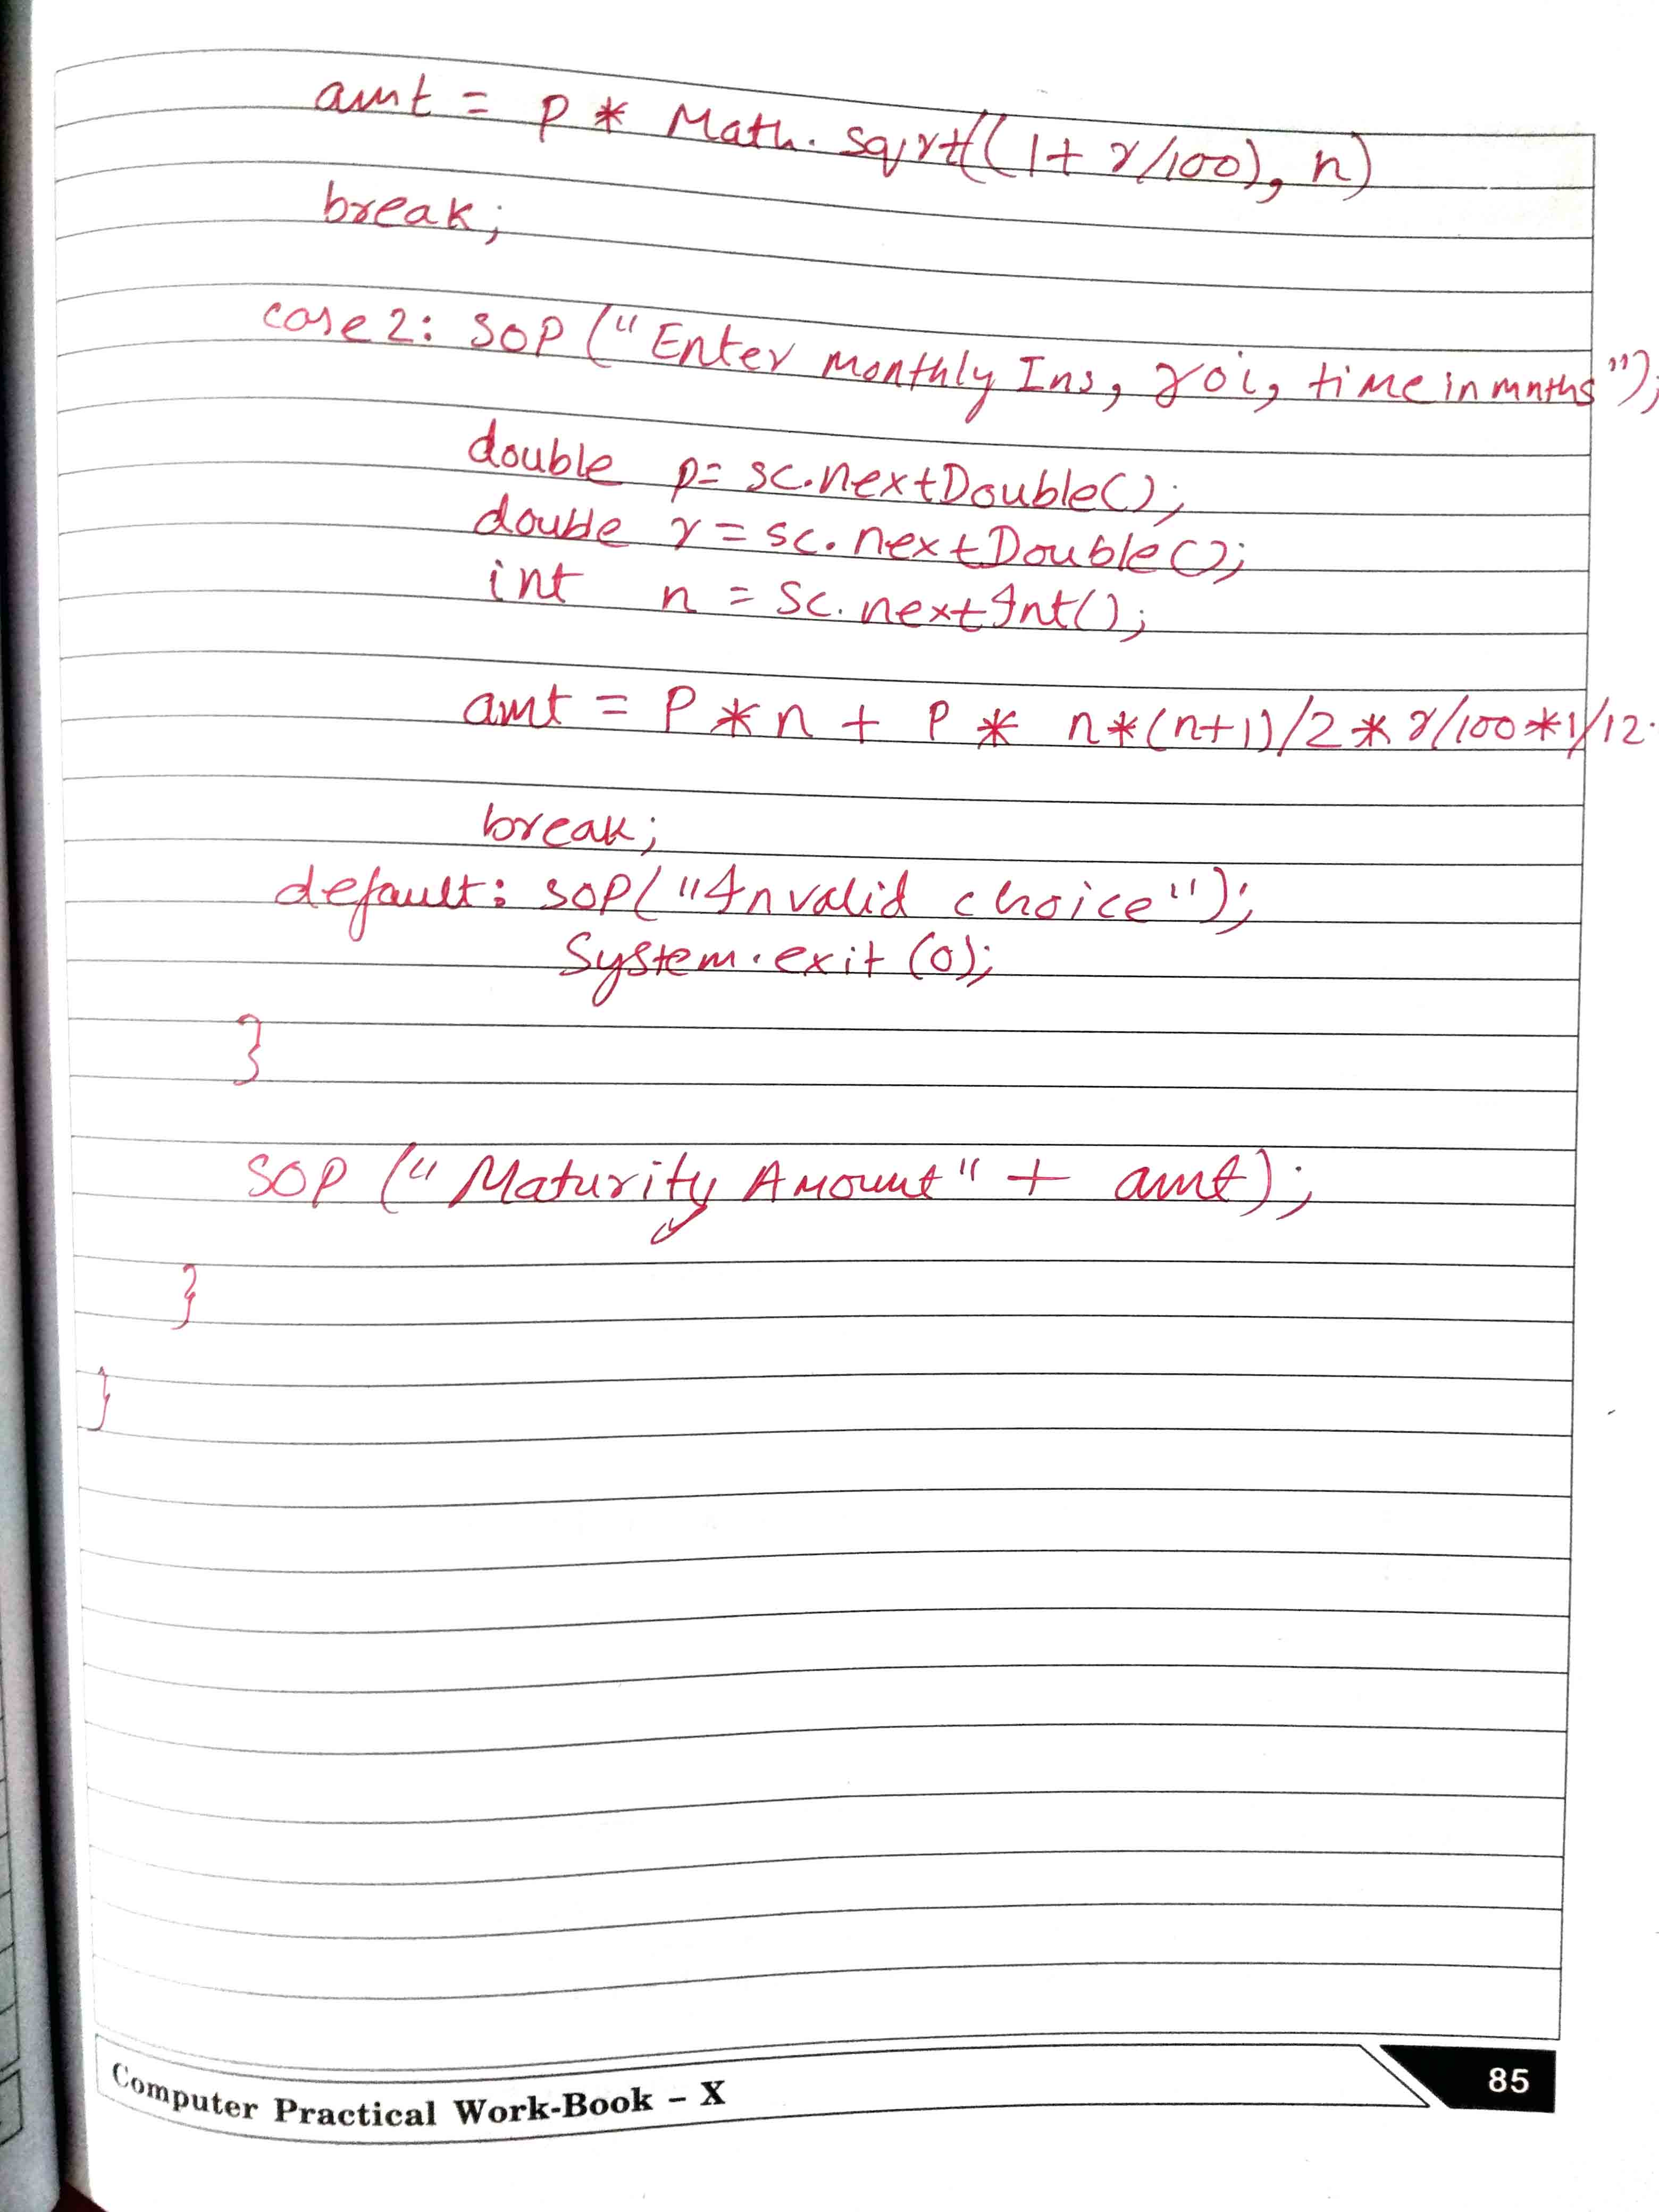 amt = p * Math.sqrt((1+r/100), n)
break;
case 2: SOP ("Enter monthly Ins, roi, time in mnths");
double p= sc.nextDouble();
double r = sc.nextDouble();
int n = sc.nextInt();
amt = P * n + P * n*(n+1)/2 * r/100*1/12.
break;
default: SOP("Invalid choice");
System.exit (0);
}
SOP ("Maturity Amount" + amt);
}
}
Computer Practical Work-Book – X
85